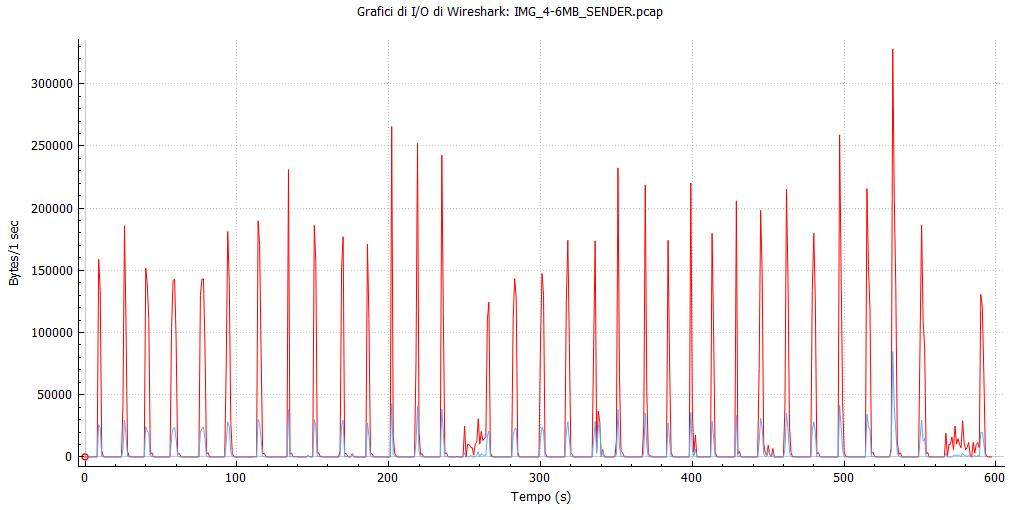 Grafici di I/O di Wireshark: IMG_4-6MB_SENDER.pcap
300000
250000
200000
150000
100000
50000
0
Bytes/1 sec
0 100 200 300 400 500 600
Tempo (s)